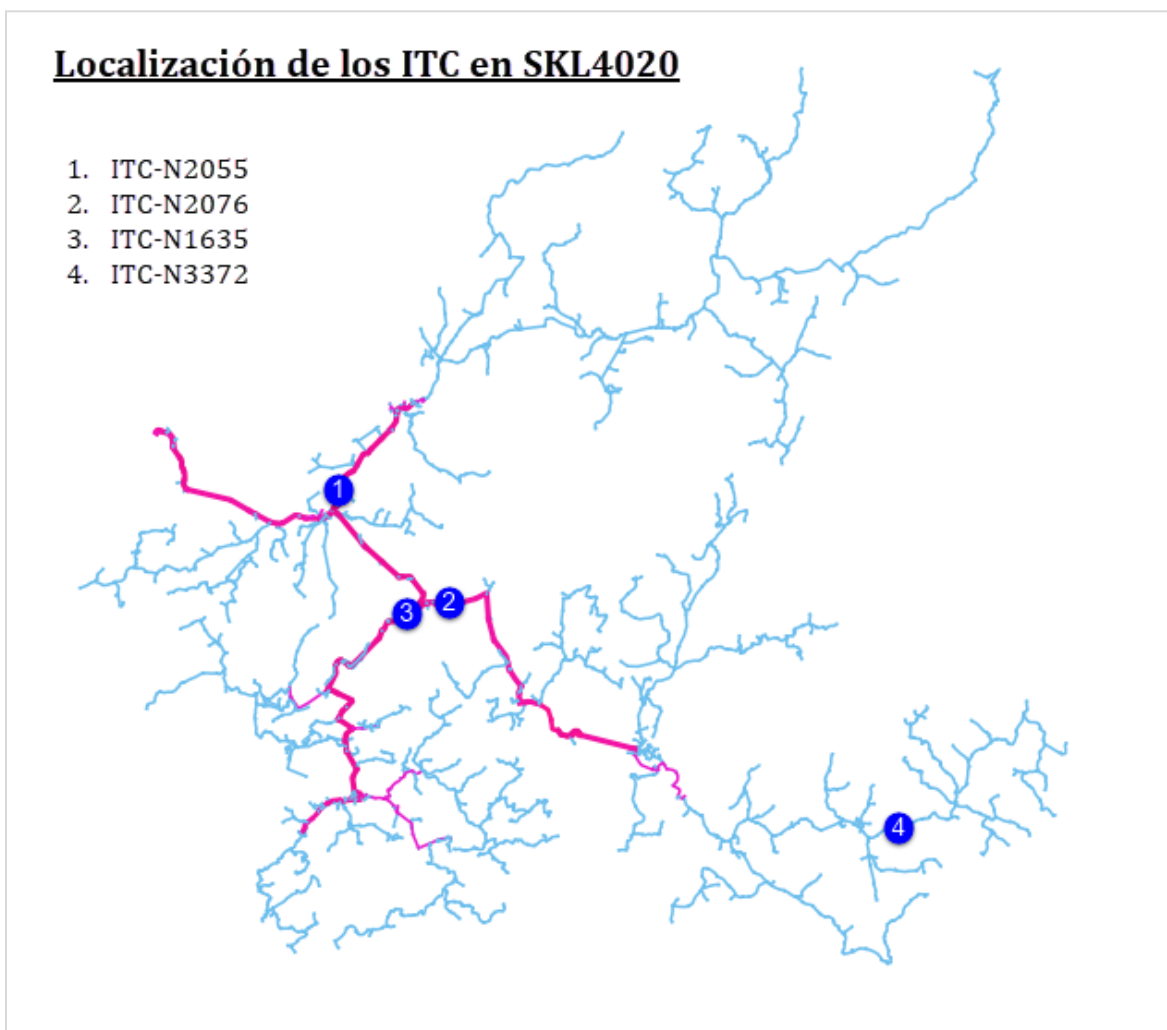 Localización de los ITC en SKL4020
1. ITC-N2055
2. ITC-N2076
3. ITC-N1635
4. ITC-N3372
1
2
3
4